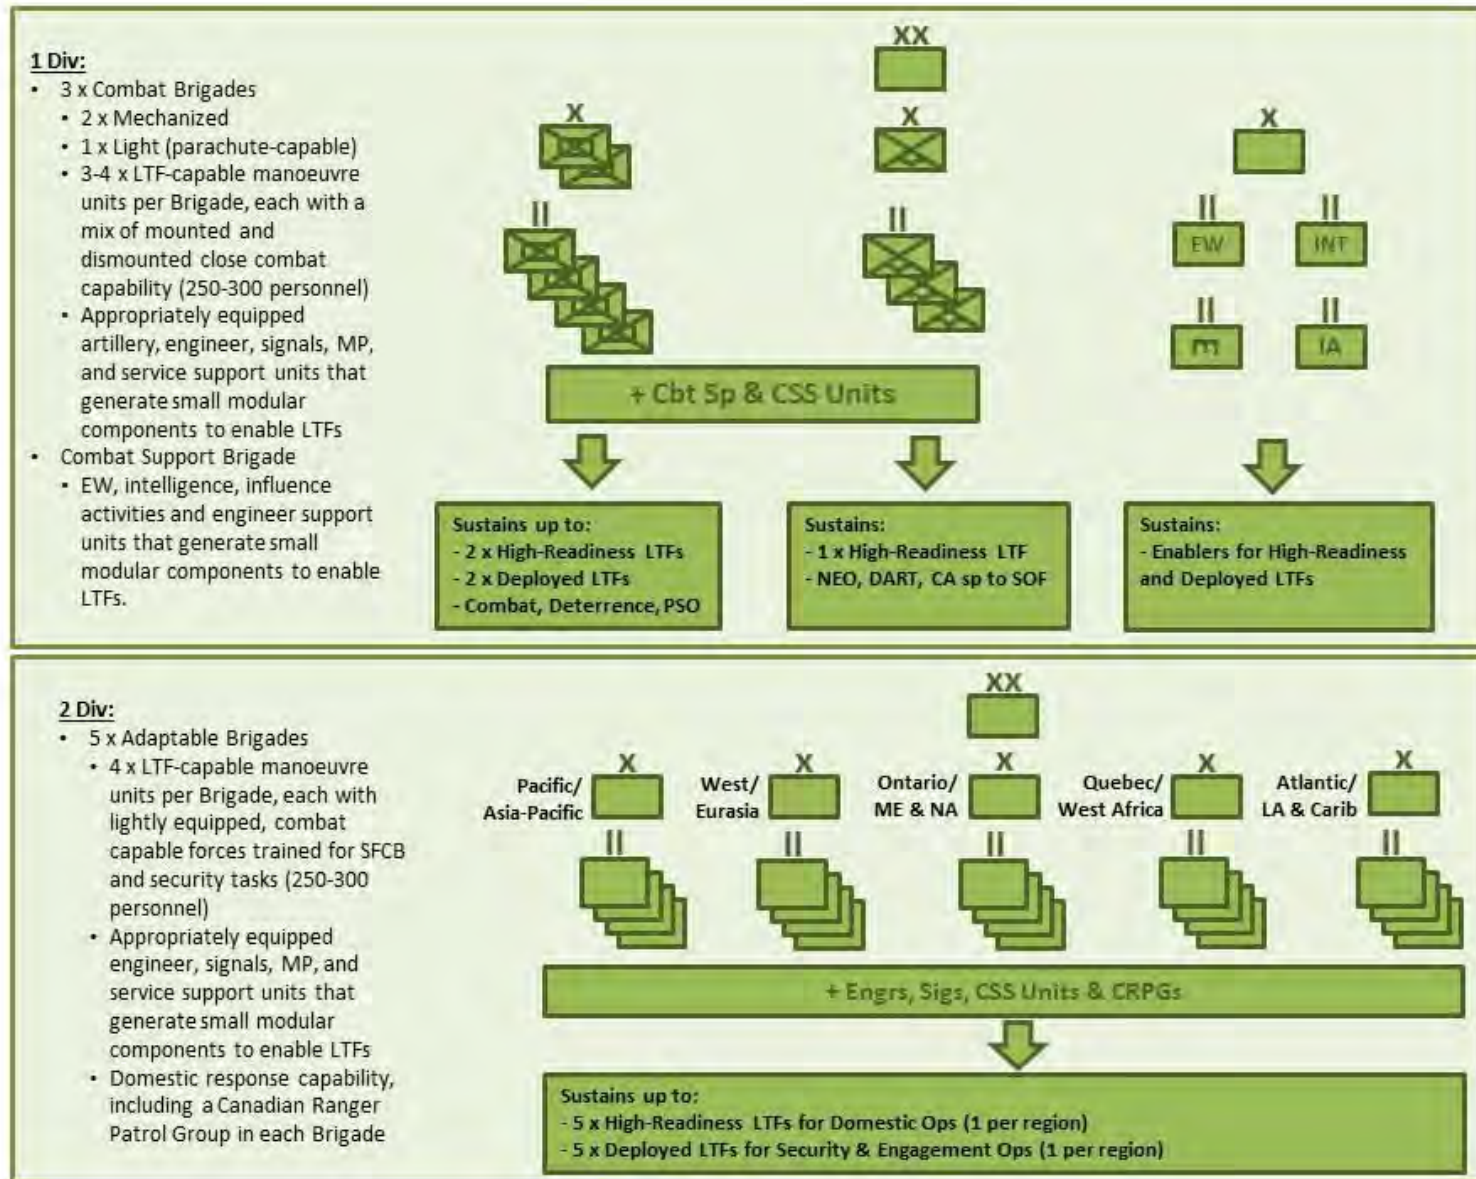 1 Div:
• 3 x Combat Brigades
• 2 x Mechanized
• 1 x Light (parachute-capable)
• 3-4 x LTF-capable manoeuvre
units per Brigade, each with a
mix of mounted and
dismounted close combat
capability (250-300 personnel)
• Appropriately equipped
artillery, engineer, signals, MP,
and service support units that
generate small modular
components to enable LTFs
• Combat Support Brigade
• EW, intelligence, influence
activities and engineer support
units that generate small
modular components to enable
LTFs.
XX
X
X
X
II
II
II
II
EW
INT
II
II
E
IA
+ Cbt Sp & CSS Units
Sustains up to:
- 2 x High-Readiness LTFs
- 2 x Deployed LTFs
- Combat, Deterrence, PSO
Sustains:
- 1 x High-Readiness LTF
- NEO, DART, CA sp to SOF
Sustains:
- Enablers for High-Readiness
and Deployed LTFs
2 Div:
• 5 x Adaptable Brigades
• 4 x LTF-capable manoeuvre
units per Brigade, each with
lightly equipped, combat
capable forces trained for SFCB
and security tasks (250-300
personnel)
• Appropriately equipped
engineer, signals, MP, and
service support units that
generate small modular
components to enable LTFs
• Domestic response capability,
including a Canadian Ranger
Patrol Group in each Brigade
XX
X
Pacific/
Asia-Pacific
X
West/
Eurasia
X
Ontario/
ME & NA
X
Quebec/
West Africa
X
Atlantic/
LA & Carib
II
II
II
II
II
+ Engrs, Sigs, CSS Units & CRPGs
Sustains up to:
- 5 x High-Readiness LTFs for Domestic Ops (1 per region)
- 5 x Deployed LTFs for Security & Engagement Ops (1 per region)